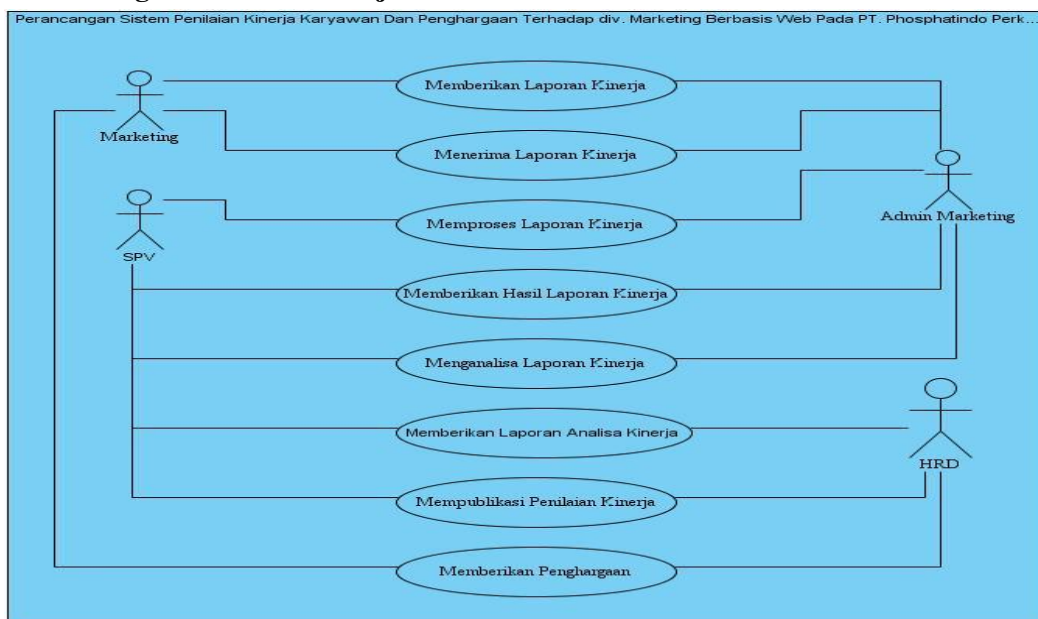 Perancangan Sistem Penilaian Kinerja Karyawan Dan Penghargaan Terhadap div. Marketing Berbasis Web Pada PT. Phosphatindo Perk...
Memberikan Laporan Kinerja
Marketing
Menerima Laporan Kinerja
Admin Marketing
Memproses Laporan Kinerja
SPV
Memberikan Hasil Laporan Kinerja
Menganalisa Laporan Kinerja
Memberikan Laporan Analisa Kinerja
HRD
Mempublikasi Penilaian Kinerja
Memberikan Penghargaan